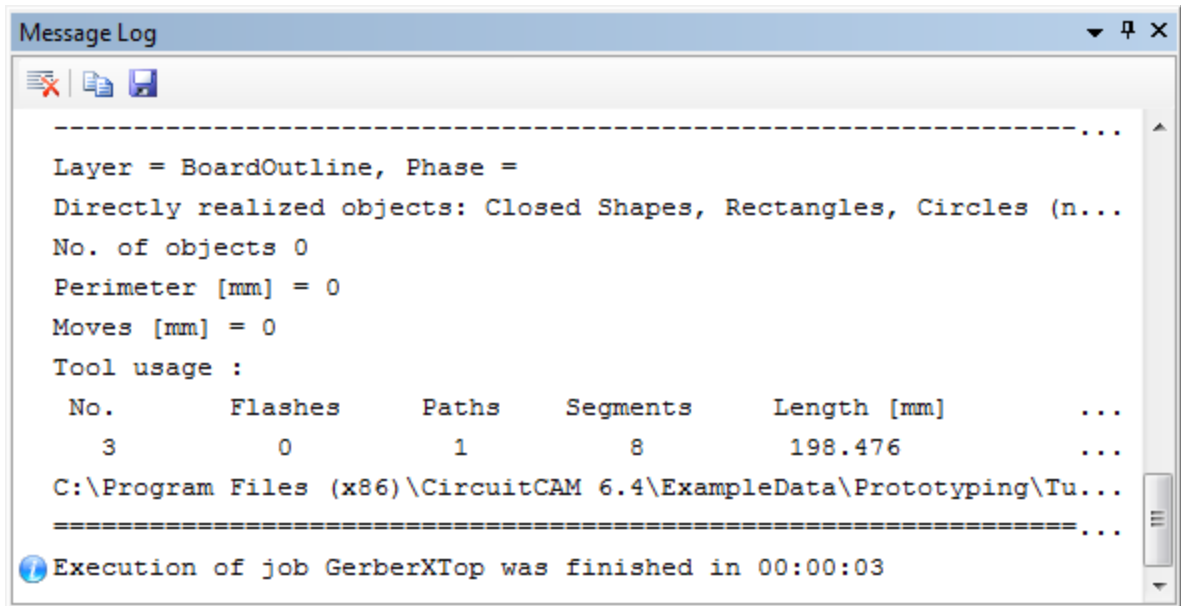 Message Log
----------------------------------------------------------------...
Layer = BoardOutline, Phase =
Directly realized objects: Closed Shapes, Rectangles, Circles (n...
No. of objects 0
Perimeter [mm] = 0
Moves [mm] = 0
Tool usage :
No. Flashes Paths Segments Length [mm] ...
3 0 1 8 198.476 ...
C:\Program Files (x86)\CircuitCAM 6.4\ExampleData\Prototyping\Tu...
================================================================...
Execution of job GerberXTop was finished in 00:00:03